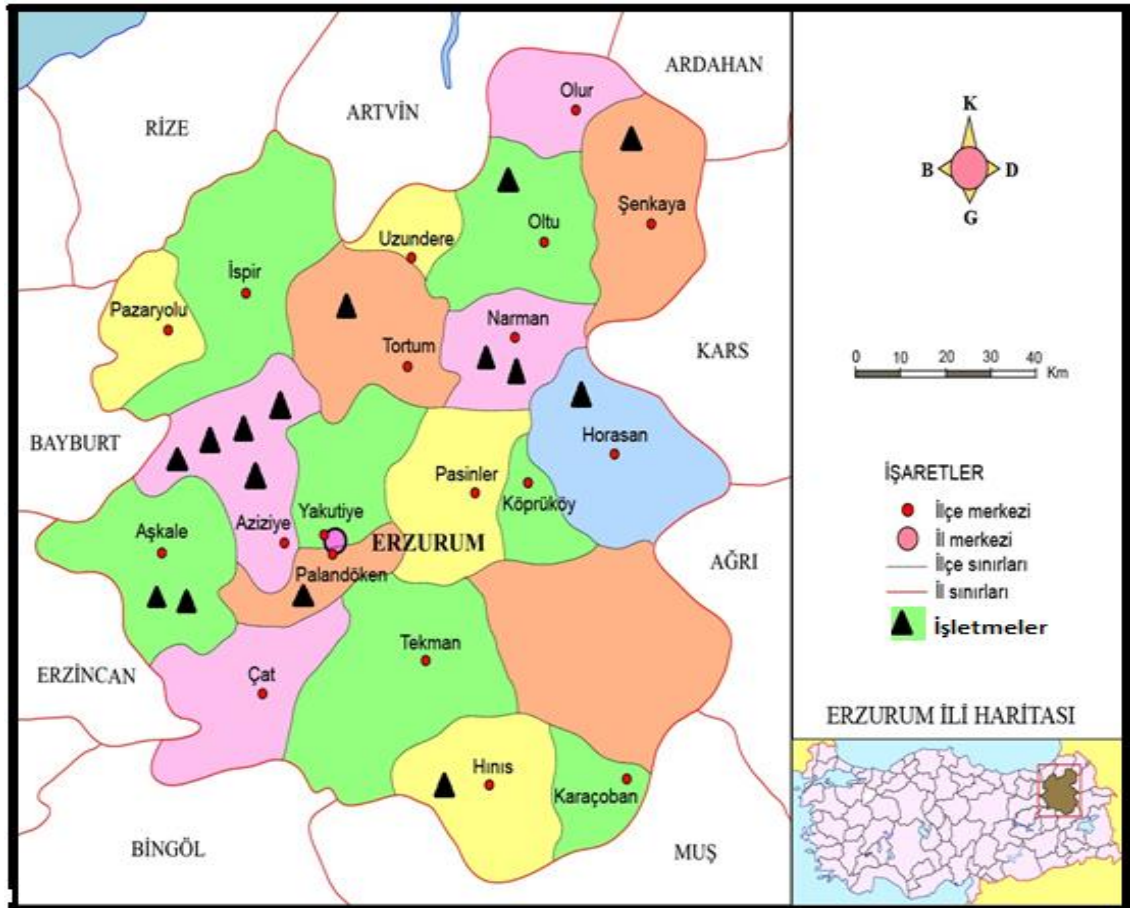 ARDAHAN
Olur
ARTVİN
RİZE
Şenkaya
Oltu
Uzundere
İspir
Pazaryolu
Narman
Tortum
KARS
BAYBURT
Horasan
Pasinler
Köprüköy
Yakutiye
Aziziye
Aşkale
ERZURUM
Palandöken
AĞRI
Tekman
ERZİNCAN
Çat
Hınıs
Karaçoban
BİNGÖL
MUŞ
K
B D
G
0 10 20 30 40
Km
İŞARETLER
İlçe merkezi
İl merkezi
İlçe sınırları
İl sınırları
İşletmeler
ERZURUM İLİ HARİTASI